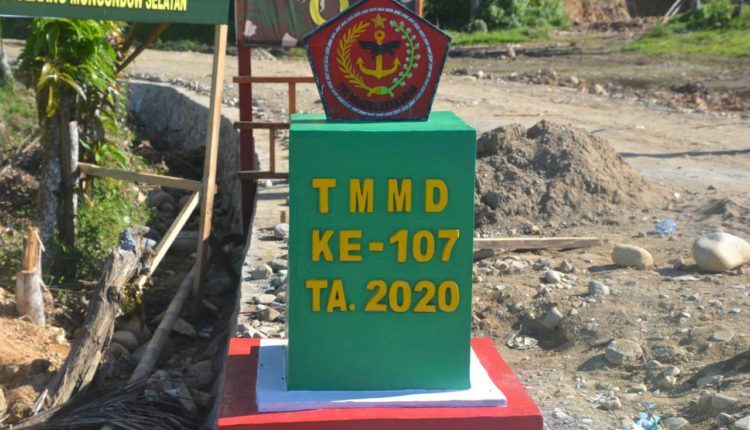 MONGONDOW SELATAN
TMMD
KE-107
TA. 2020